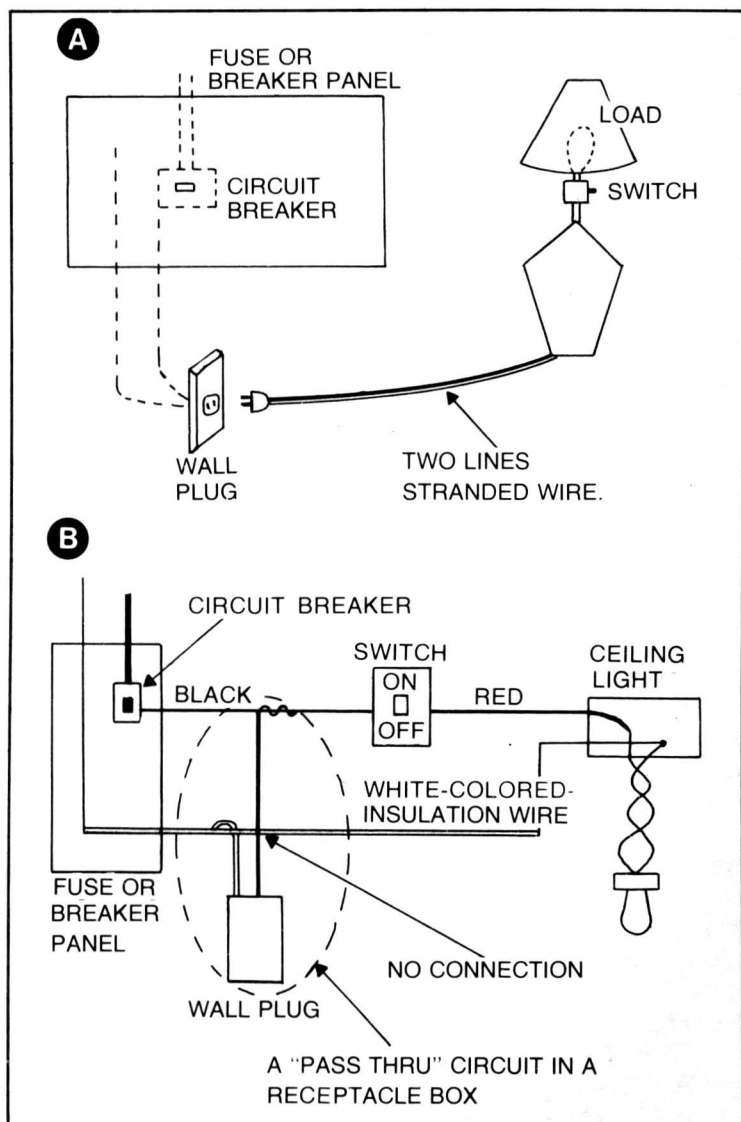 A
FUSE OR
BREAKER PANEL
CIRCUIT
BREAKER
LOAD
SWITCH
WALL
PLUG
TWO LINES
STRANDED WIRE.
B
CIRCUIT BREAKER
SWITCH
ON
OFF
CEILING
LIGHT
BLACK
RED
WHITE-COLORED-
INSULATION WIRE
FUSE OR
BREAKER
PANEL
NO CONNECTION
WALL PLUG
A "PASS THRU" CIRCUIT IN A
RECEPTACLE BOX